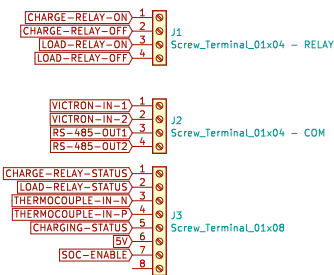 CHARGE-RELAY-ON 1
CHARGE-RELAY-OFF 2
LOAD-RELAY-ON 3
LOAD-RELAY-OFF 4
J1
Screw_Terminal_01x04 - RELAY
VICTRON-IN-1 1
VICTRON-IN-2 2
RS-485-OUT1 3
RS-485-OUT2 4
J2
Screw_Terminal_01x04 - COM
CHARGE-RELAY-STATUS 1
LOAD-RELAY-STATUS 2
THERMOCOUPLE-IN-N 3
THERMOCOUPLE-IN-P 4
CHARGING-STATUS 5
5V 6
SOC-ENABLE 7
8
J3
Screw_Terminal_01x08